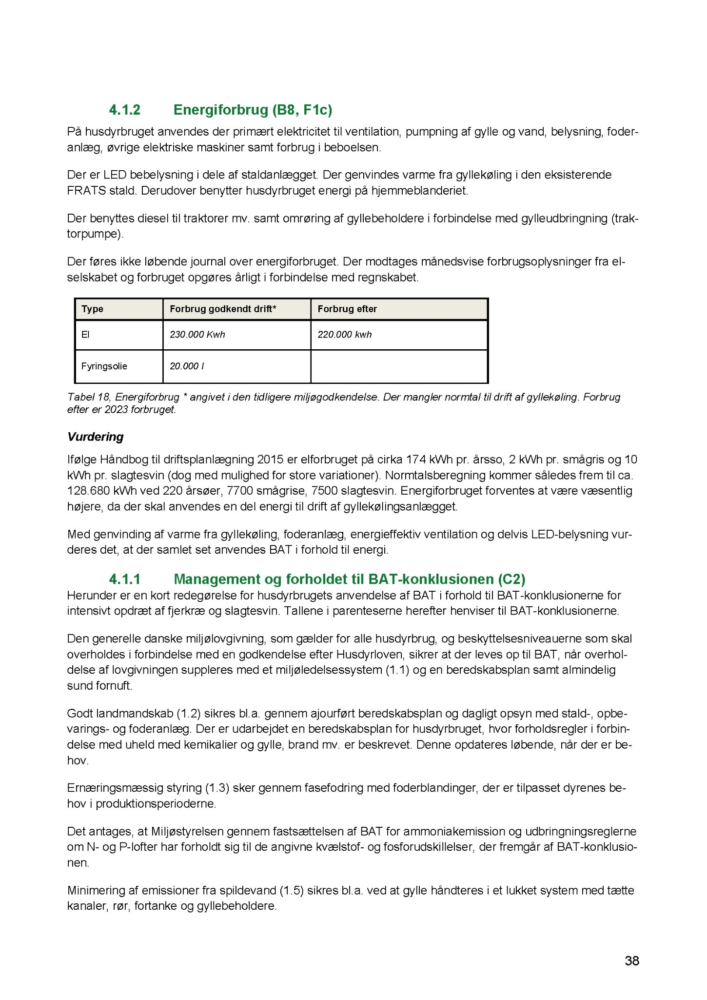 4.1.2 Energiforbrug (B8, F1c)
På husdyrbruget anvendes der primært elektricitet til ventilation, pumpning af gylle og vand, belysning, foder-
anlæg, øvrige elektriske maskiner samt forbrug i beboelsen.
Der er LED bebelysning i dele af staldanlægget. Der genvindes varme fra gyllekøling i den eksisterende
FRATS stald. Derudover benytter husdyrbruget energi på hjemmeblanderiet.
Der benyttes diesel til traktorer mv. samt omrøring af gyllebeholdere i forbindelse med gylleudbringning (trak-
torpumpe).
Der føres ikke løbende journal over energiforbruget. Der modtages månedsvise forbrugsoplysninger fra el-
selskabet og forbruget opgøres årligt i forbindelse med regnskabet.
Type Forbrug godkendt drift* Forbrug efter
El 230.000 Kwh 220.000 kwh
Fyringsolie 20.000 l
Tabel 18, Energiforbrug * angivet i den tidligere miljøgodkendelse. Der mangler normtal til drift af gyllekøling. Forbrug
efter er 2023 forbruget.
Vurdering
Ifølge Håndbog til driftsplanlægning 2015 er elforbruget på cirka 174 kWh pr. årsso, 2 kWh pr. smågris og 10
kWh pr. slagtesvin (dog med mulighed for store variationer). Normtalsberegning kommer således frem til ca.
128.680 kWh ved 220 årsøer, 7700 smågrise, 7500 slagtesvin. Energiforbruget forventes at være væsentlig
højere, da der skal anvendes en del energi til drift af gyllekølingsanlægget.
Med genvinding af varme fra gyllekøling, foderanlæg, energieffektiv ventilation og delvis LED-belysning vur-
deres det, at der samlet set anvendes BAT i forhold til energi.
4.1.1 Management og forholdet til BAT-konklusionen (C2)
Herunder er en kort redegørelse for husdyrbrugets anvendelse af BAT i forhold til BAT-konklusionerne for
intensivt opdræt af fjerkræ og slagtesvin. Tallene i parenteserne herefter henviser til BAT-konklusionerne.
Den generelle danske miljølovgivning, som gælder for alle husdyrbrug, og beskyttelsesniveauerne som skal
overholdes i forbindelse med en godkendelse efter Husdyrloven, sikrer at der leves op til BAT, når overhol-
delse af lovgivningen suppleres med et miljøledelsessystem (1.1) og en beredskabsplan samt almindelig
sund fornuft.
Godt landmandskab (1.2) sikres bl.a. gennem ajourført beredskabsplan og dagligt opsyn med stald-, opbe-
varings- og foderanlæg. Der er udarbejdet en beredskabsplan for husdyrbruget, hvor forholdsregler i forbin-
delse med uheld med kemikalier og gylle, brand mv. er beskrevet. Denne opdateres løbende, når der er be-
hov.
Ernæringsmæssig styring (1.3) sker gennem fasefodring med foderblandinger, der er tilpasset dyrenes be-
hov i produktionsperioderne.
Det antages, at Miljøstyrelsen gennem fastsættelsen af BAT for ammoniakemission og udbringningsreglerne
om N- og P-lofter har forholdt sig til de angivne kvælstof- og fosforudskillelser, der fremgår af BAT-konklusio-
nen.
Minimering af emissioner fra spildevand (1.5) sikres bl.a. ved at gylle håndteres i et lukket system med tætte
kanaler, rør, fortanke og gyllebeholdere.
38